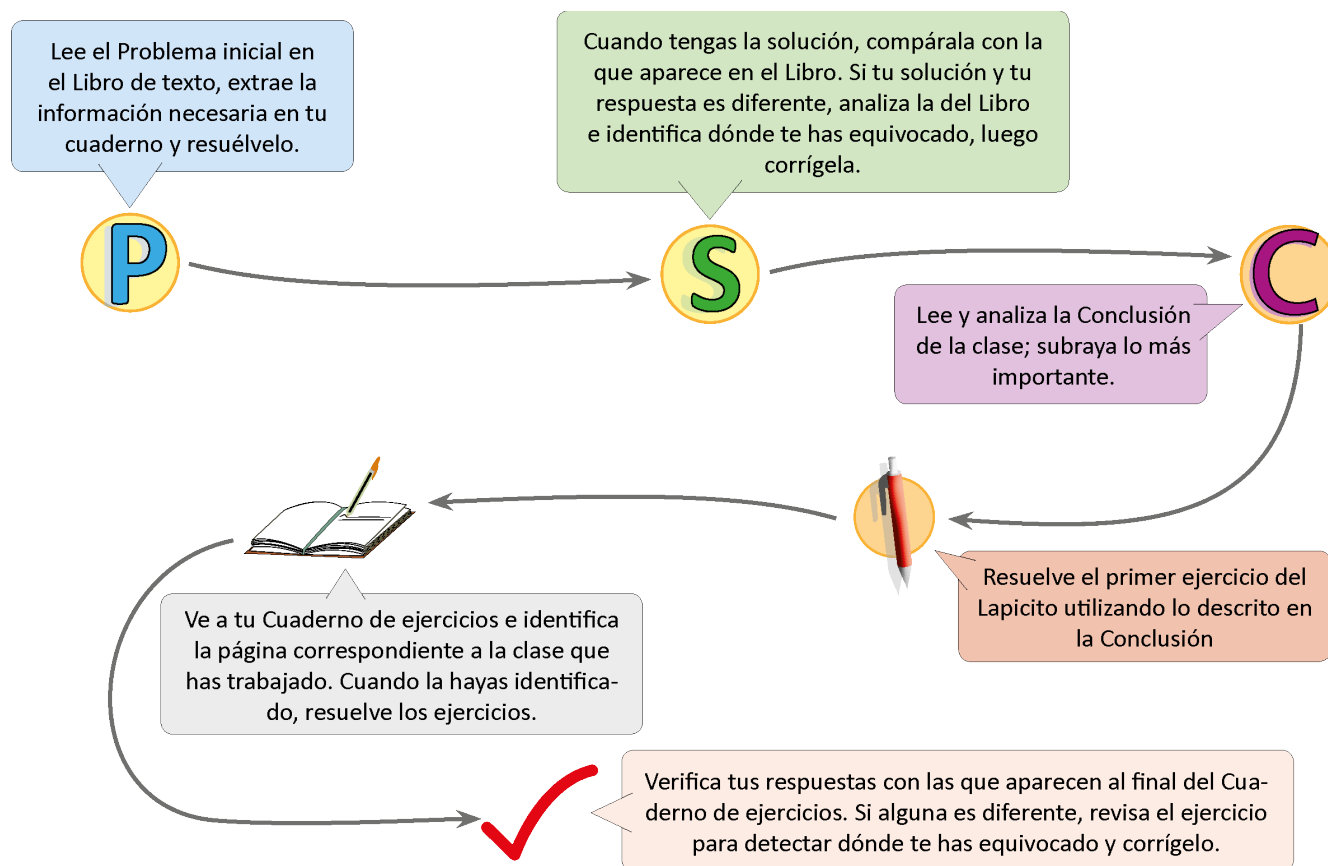 Lee el Problema inicial en
el Libro de texto, extrae la
información necesaria en tu
cuaderno y resuélvelo.
Cuando tengas la solución, compárala con la
que aparece en el Libro. Si tu solución y tu
respuesta es diferente, analiza la del Libro
e identifica dónde te has equivocado, luego
corrígela.
P
S
C
Lee y analiza la Conclusión
de la clase; subraya lo más
importante.
Resuelve el primer ejercicio del
Lapicito utilizando lo descrito en
la Conclusión
Ve a tu Cuaderno de ejercicios e identifica
la página correspondiente a la clase que
has trabajado. Cuando la hayas identifica-
do, resuelve los ejercicios.
Verifica tus respuestas con las que aparecen al final del Cua-
derno de ejercicios. Si alguna es diferente, revisa el ejercicio
para detectar dónde te has equivocado y corrígelo.